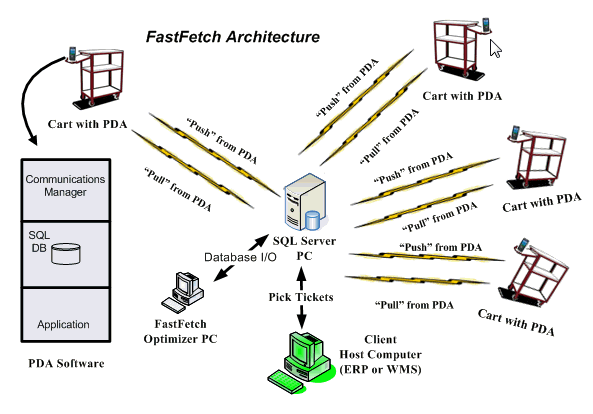 FastFetch Architecture
Cart with PDA
"Push" from PDA
"Pull" from PDA
"Push" from PDA
"Pull" from PDA
Cart with PDA
"Push" from PDA
"Pull" from PDA
Cart with PDA
"Push" from PDA
"Pull" from PDA
Cart with PDA
Communications
Manager
SQL
DB
Application
PDA Software
SQL Server
PC
Database I/O
FastFetch
Optimizer PC
Pick Tickets
Client
Host Computer
(ERP or WMS)